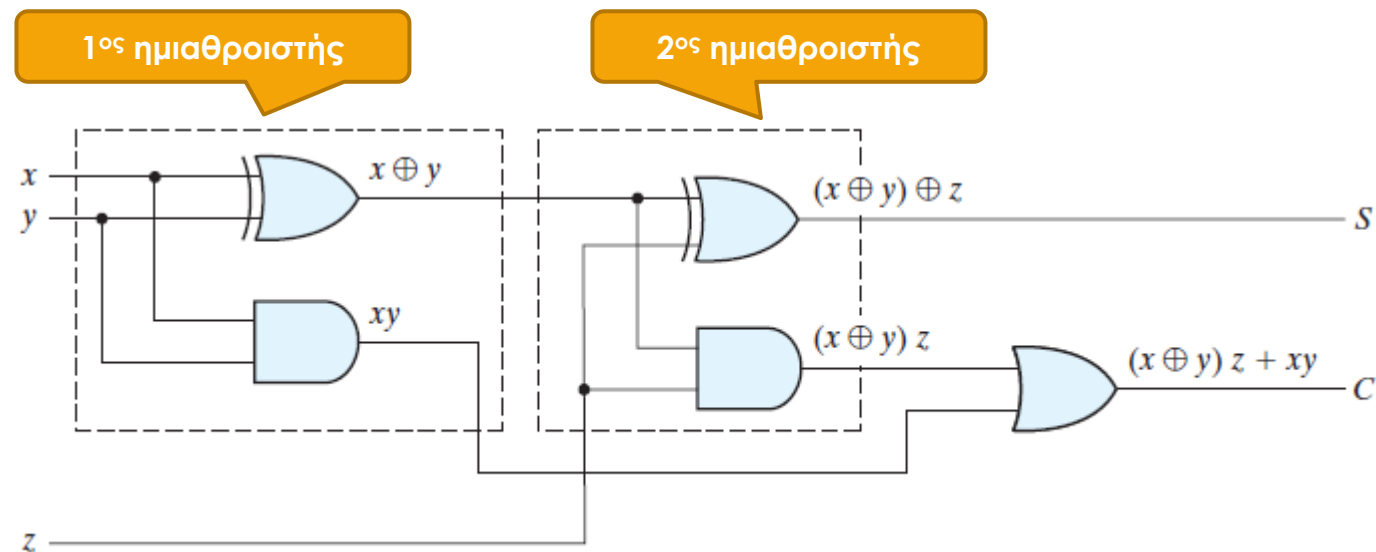 1ος ημιαθροιστής
2ος ημιαθροιστής
x
x ⊕ y
(x ⊕ y) ⊕ z
y
S
xy
(x ⊕ y) z
(x ⊕ y) z + xy
C
z